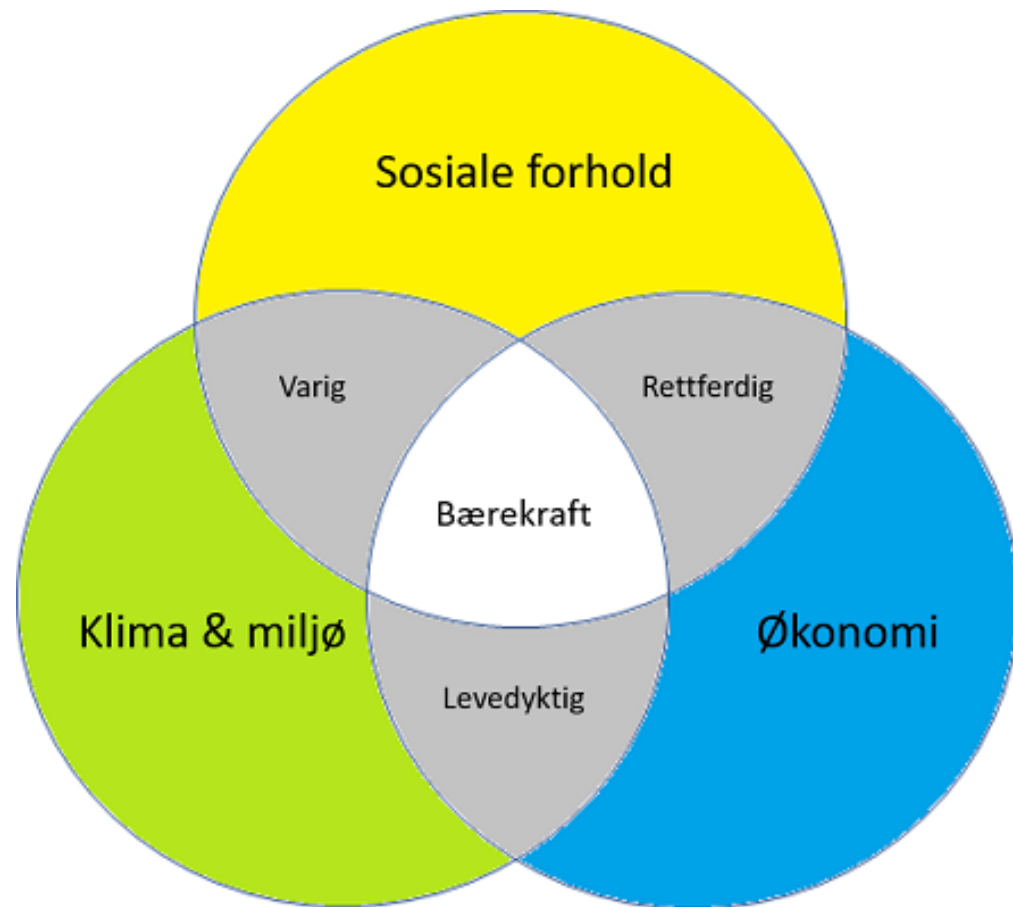 Sosiale forhold
Varig
Rettferdig
Bærekraft
Klima & miljø
Økonomi
Levedyktig